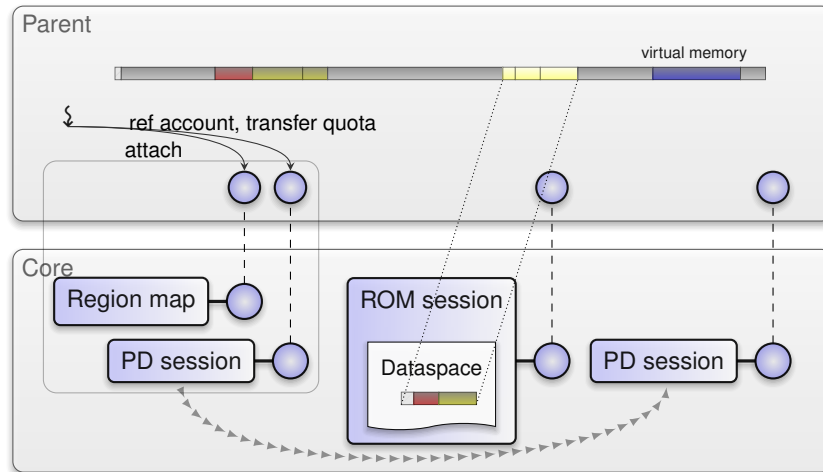 Parent
virtual memory
ref account, transfer quota
attach
Core
Region map
ROM session
PD session
Dataspace
PD session